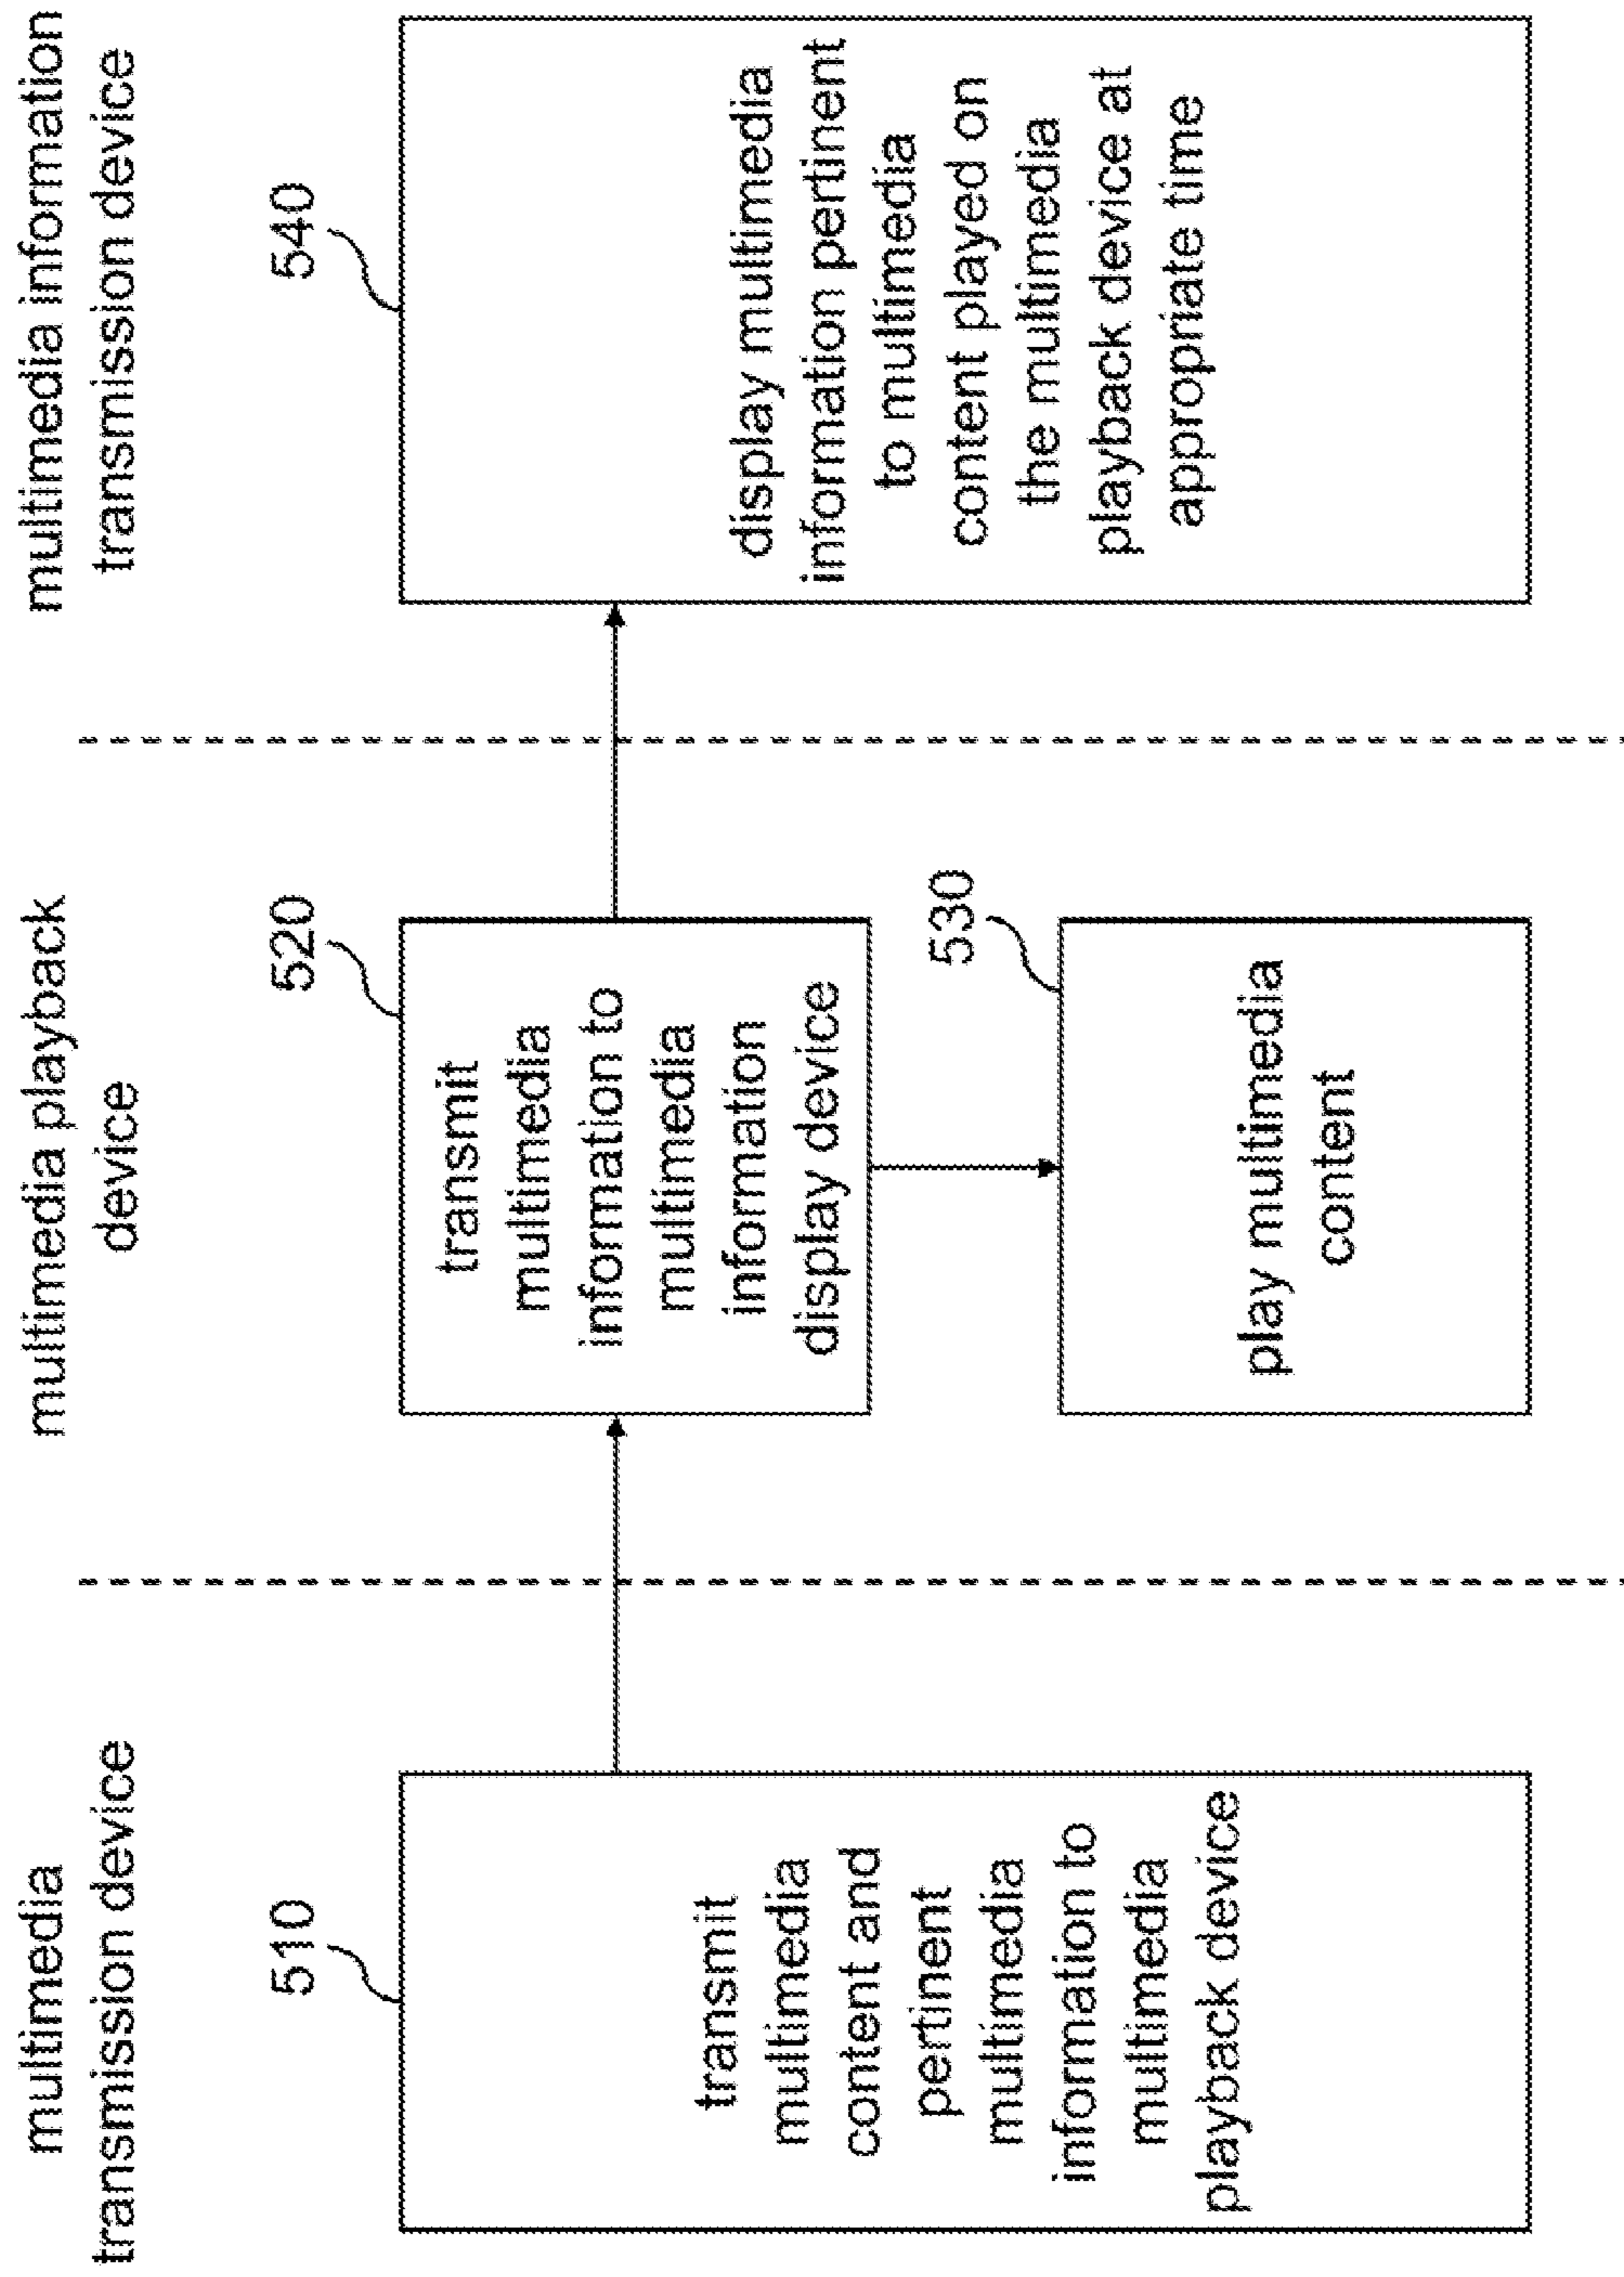 multimedia
transmission device
multimedia playback
device
multimedia information
transmission device
510
transmit
multimedia
content and
pertinent
multimedia
information to
multimedia
playback device
520
transmit
multimedia
information to
multimedia
information
display device
530
play multimedia
content
540
display multimedia
information pertinent
to multimedia
content played on
the multimedia
playback device at
appropriate time